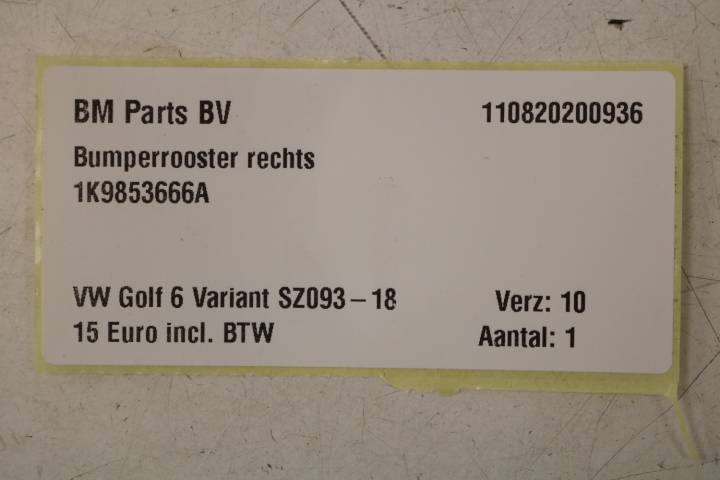 BM Parts BV 110820200936
Bumperrooster rechts
1K9853666A
VW Golf 6 Variant SZ093-18 Verz: 10
15 Euro incl. BTW Aantal: 1